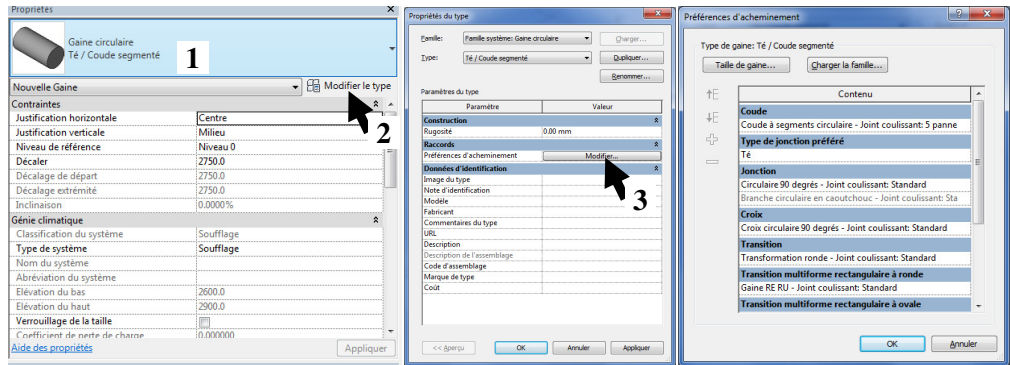 Propriétés
Gaine circulaire
Té / Coude segmenté
1
Nouvelle Gaine
Modifier le type
2
Contraintes
Justification horizontale Centre
Justification verticale Milieu
Niveau de référence Niveau 0
Décaler 2750.0
Décalage de départ 2750.0
Décalage extrémité 2750.0
Inclinaison 0.0000%
Génie climatique
Classification du système Soufflage
Type de système Soufflage
Nom du système
Abréviation du système
Elévation du bas 2600.0
Elévation du haut 2900.0
Verrouillage de la taille
Coefficient de perte de charge 0.000000
Aide des propriétés
Appliquer
Propriétés du type
Famille: Famille système: Gaine circulaire Charger...
Type: Té / Coude segmenté Dupliquer...
Renommer...
Paramètres du type
Paramètre Valeur
Construction
Rugosité 0.00 mm
Raccords
Préférences d'acheminement Modifier...
3
Données d'identification
Image du type
Note d'identification
Modèle
Fabricant
Commentaires du type
URL
Description
Description de l'assemblage
Code d'assemblage
Marque de type
Coût
<< Aperçu OK Annuler Appliquer
Préférences d'acheminement
Type de gaine: Té / Coude segmenté
Taille de gaine... Charger la famille...
Contenu
Coude
Coude à segments circulaire - Joint coulissant: 5 panne
Type de jonction préféré
Té
Jonction
Circulaire 90 degrés - Joint coulissant: Standard
Branche circulaire en caoutchouc - Joint coulissant: Sta
Croix
Croix circulaire 90 degrés - Joint coulissant: Standard
Transition
Transformation ronde - Joint coulissant: Standard
Transition multiforme rectangulaire à ronde
Gaine RE RU - Joint coulissant: Standard
Transition multiforme rectangulaire à ovale
OK Annuler